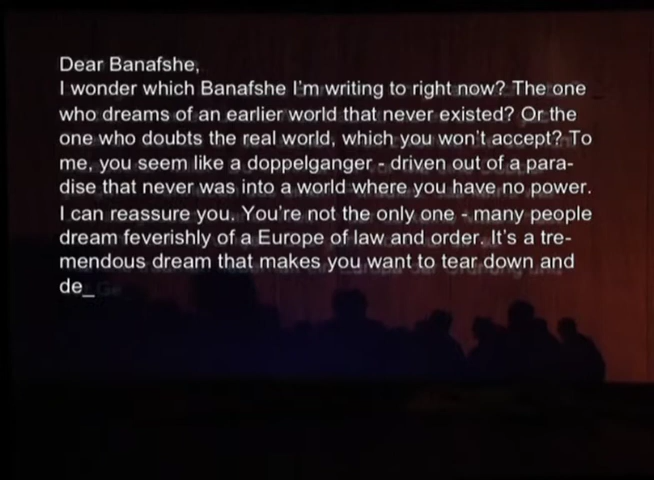 Dear Banafshe,
I wonder which Banafshe I'm writing to right now? The one
who dreams of an earlier world that never existed? Or the
one who doubts the real world, which you won't accept? To
me, you seem like a doppelganger - driven out of a para-
dise that never was into a world where you have no power.
I can reassure you. You're not the only one - many people
dream feverishly of a Europe of law and order. It's a tre-
mendous dream that makes you want to tear down and
de_